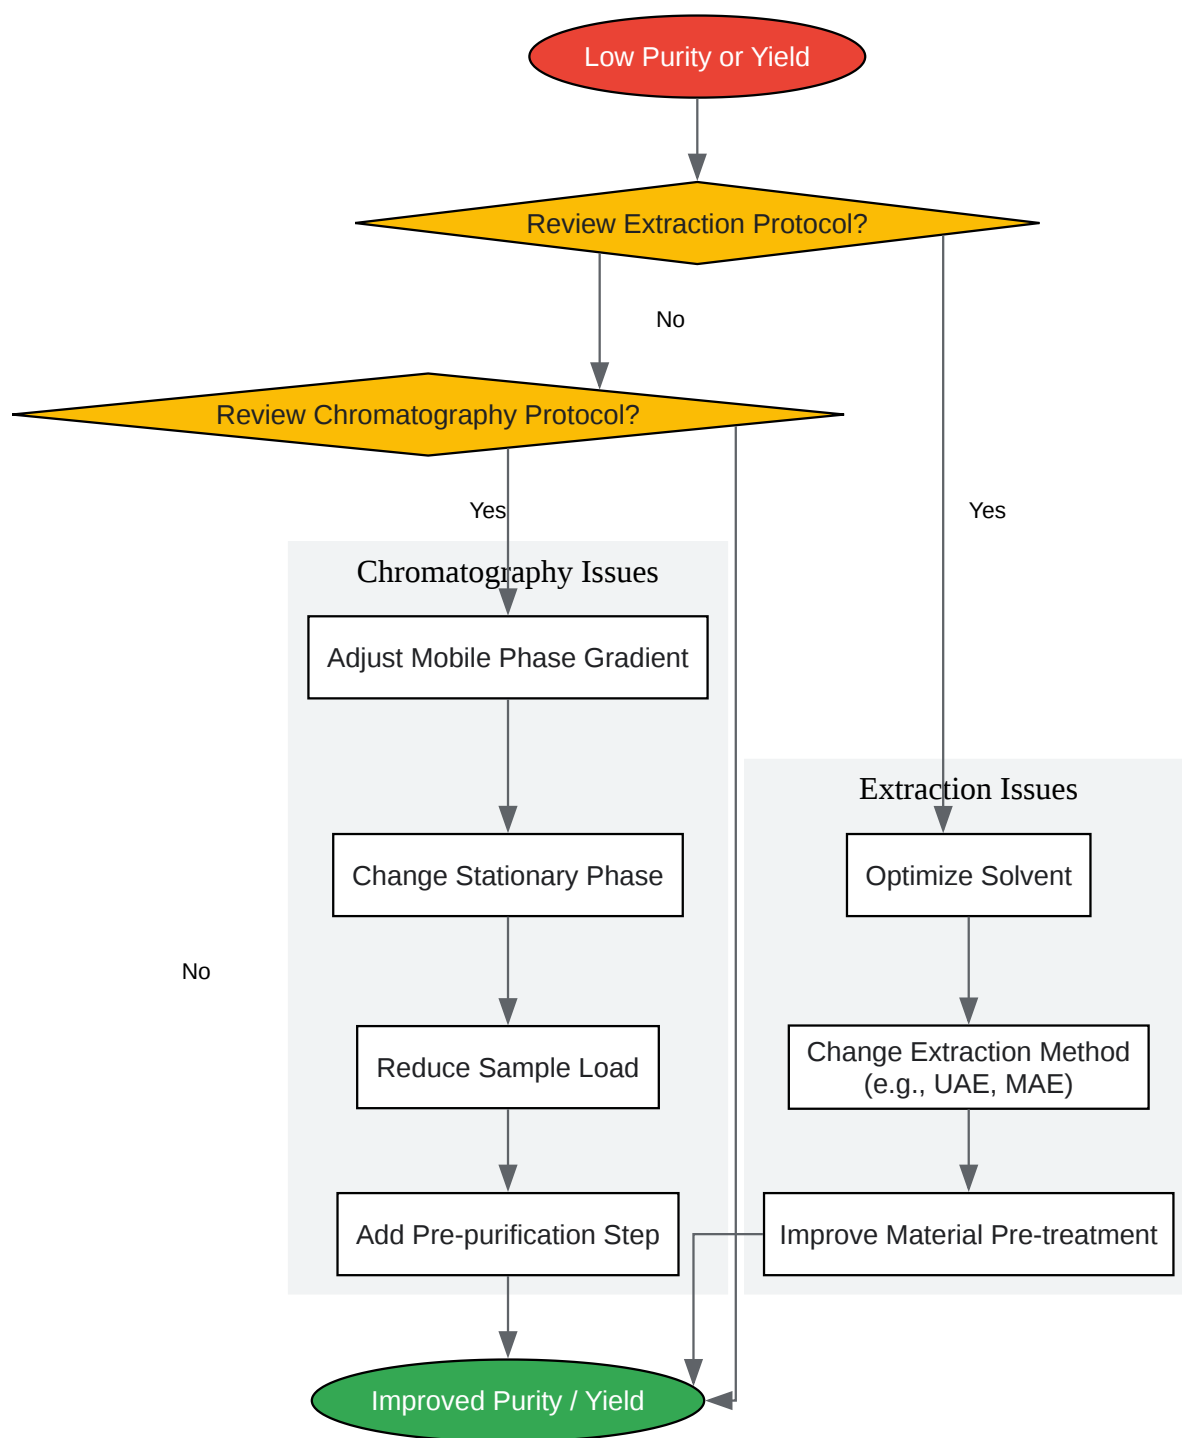 Low Purity or Yield
Review Extraction Protocol?
No
Review Chromatography Protocol?
Yes
Yes
Chromatography Issues
Adjust Mobile Phase Gradient
Extraction Issues
Change Stationary Phase
Optimize Solvent
No
Reduce Sample Load
Change Extraction Method
(e.g., UAE, MAE)
Add Pre-purification Step
Improve Material Pre-treatment
Improved Purity / Yield